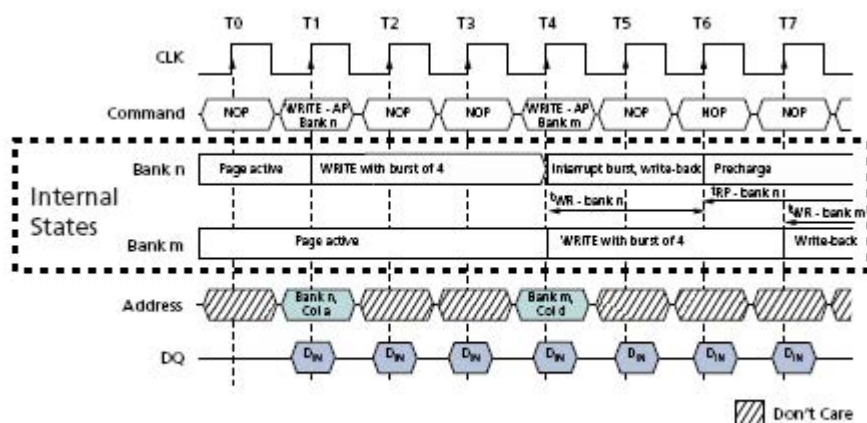 T0 T1 T2 T3 T4 T5 T6 T7
CLK
Command NOP WRITE - AP Bank n NOP NOP WRITE - AP Bank m NOP NOP NOP
Internal States
Bank n Page active WRITE with burst of 4 Interrupt burst, write-back Precharge
tWR - bank n tRP - bank n
tWR - bank m
Bank m Page active WRITE with burst of 4 Write-back
Address Bank n, Col a Bank m, Col d
DQ DIN DIN DIN DIN DIN DIN DIN
Don't Care